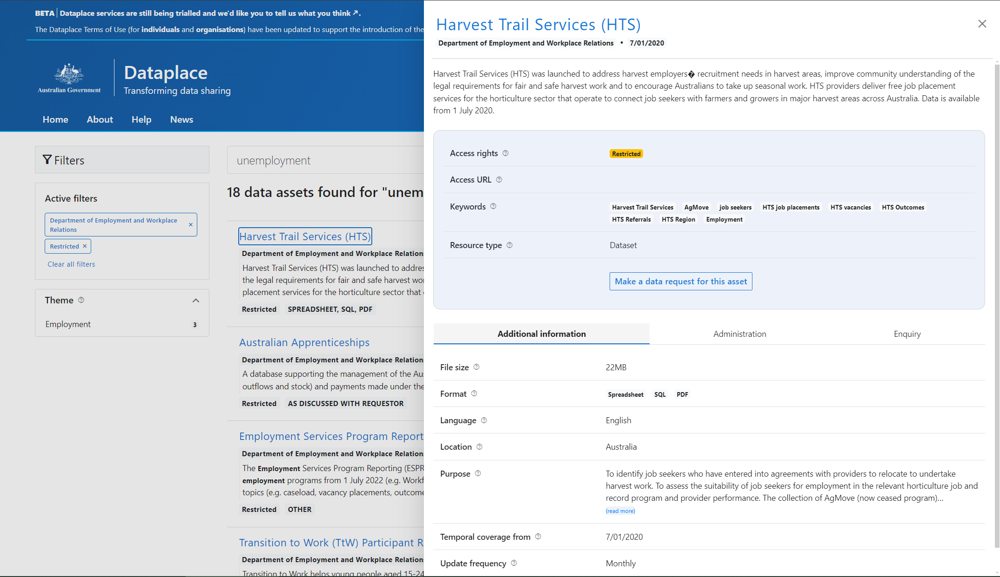 BETA | Dataplace services are still being trialled and we'd like you to tell us what you think ↗.
The Dataplace Terms of Use (for individuals and organisations) have been updated to support the introduction of the
Australian Government
Dataplace
Transforming data sharing
Home About Help News
Filters
Active filters
Department of Employment and Workplace
Relations ×
Restricted ×
Clear all filters
Theme
Employment 3
unemployment
18 data assets found for "unem
Harvest Trail Services (HTS)
Department of Employment and Workplace Relation
Harvest Trail Services (HTS) was launched to addre
the legal requirements for fair and safe harvest wo
placement services for the horticulture sector that
Restricted SPREADSHEET, SQL, PDF
Australian Apprenticeships
Department of Employment and Workplace Relation
A database supporting the management of the Au
outflows and stock) and payments made under the
Restricted AS DISCUSSED WITH REQUESTOR
Employment Services Program Report
Department of Employment and Workplace Relation
The Employment Services Program Reporting (ESPR
employment programs from 1 July 2022 (e.g. Workf
topics (e.g. caseload, vacancy placements, outcome
Restricted OTHER
Transition to Work (TtW) Participant R
Department of Employment and Workplace Relation
Transition to Work helps young people aged 15-24
Harvest Trail Services (HTS)
Department of Employment and Workplace Relations • 7/01/2020
Harvest Trail Services (HTS) was launched to address harvest employers� recruitment needs in harvest areas, improve community understanding of the
legal requirements for fair and safe harvest work and to encourage Australians to take up seasonal work. HTS providers deliver free job placement
services for the horticulture sector that operate to connect job seekers with farmers and growers in major harvest areas across Australia. Data is available
from 1 July 2020.
Access rights Restricted
Access URL
Keywords Harvest Trail Services AgMove job seekers HTS job placements HTS vacancies HTS Outcomes
HTS Referrals HTS Region Employment
Resource type Dataset
Make a data request for this asset
Additional information Administration Enquiry
File size 22MB
Format Spreadsheet SQL PDF
Language English
Location Australia
Purpose To identify job seekers who have entered into agreements with providers to relocate to undertake
harvest work. To assess the suitability of job seekers for employment in the relevant horticulture job and
record program and provider performance. The collection of AgMove (now ceased program)...
(read more)
Temporal coverage from 7/01/2020
Update frequency Monthly